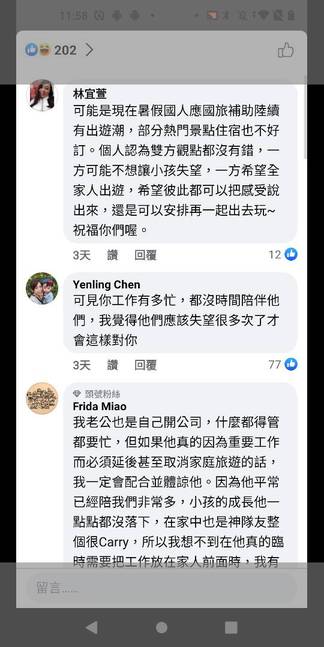 11:58
202
林宜萱
可能是現在暑假國人應國旅補助陸續
有出遊潮，部分熱門景點住宿也不好
訂。個人認為雙方觀點都沒有錯，一
方可能不想讓小孩失望，一方希望全
家人出遊，希望彼此都可以把感受說
出來，還是可以安排再一起出去玩~
祝福你們喔。
3天 讚 回覆 12
Yenling Chen
可見你工作有多忙，都沒時間陪伴他
們，我覺得他們應該失望很多次了才
會這樣對你
3天 讚 回覆 77
頭號粉絲
Frida Miao
我老公也是自己開公司，什麼都得管
都要忙，但如果他真的因為重要工作
而必須延後甚至取消家庭旅遊的話，
我一定會配合並體諒他。因為他平常
已經陪我們非常多，小孩的成長他一
點點都沒落下，在家中也是神隊友整
個很Carry，所以我想不到在他真的臨
時需要把工作放在家人前面時，我有
留言......